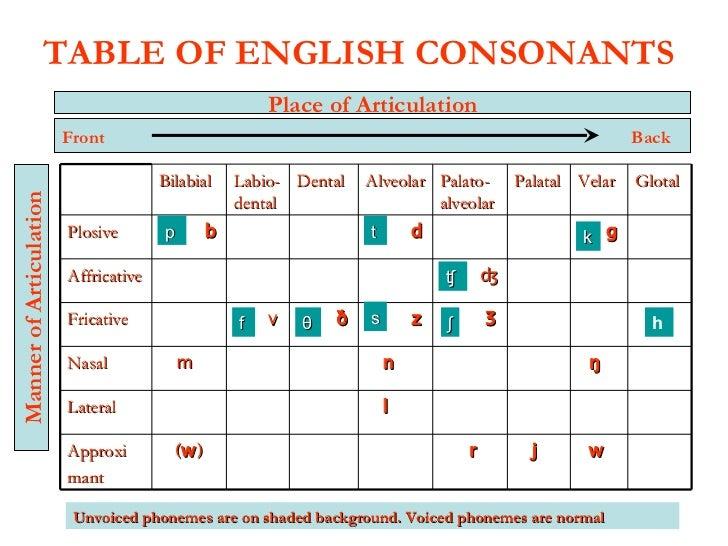 TABLE OF ENGLISH CONSONANTS
Place of Articulation
Front Back
Manner of Articulation
Bilabial Labio-dental Dental Alveolar Palato-alveolar Palatal Velar Glotal
Plosive p b t d k g
Affricative ʧ ʤ
Fricative f v θ ð s z ʃ ʒ h
Nasal m n ŋ
Lateral l
Approximant (w) r j w
Unvoiced phonemes are on shaded background. Voiced phonemes are normal